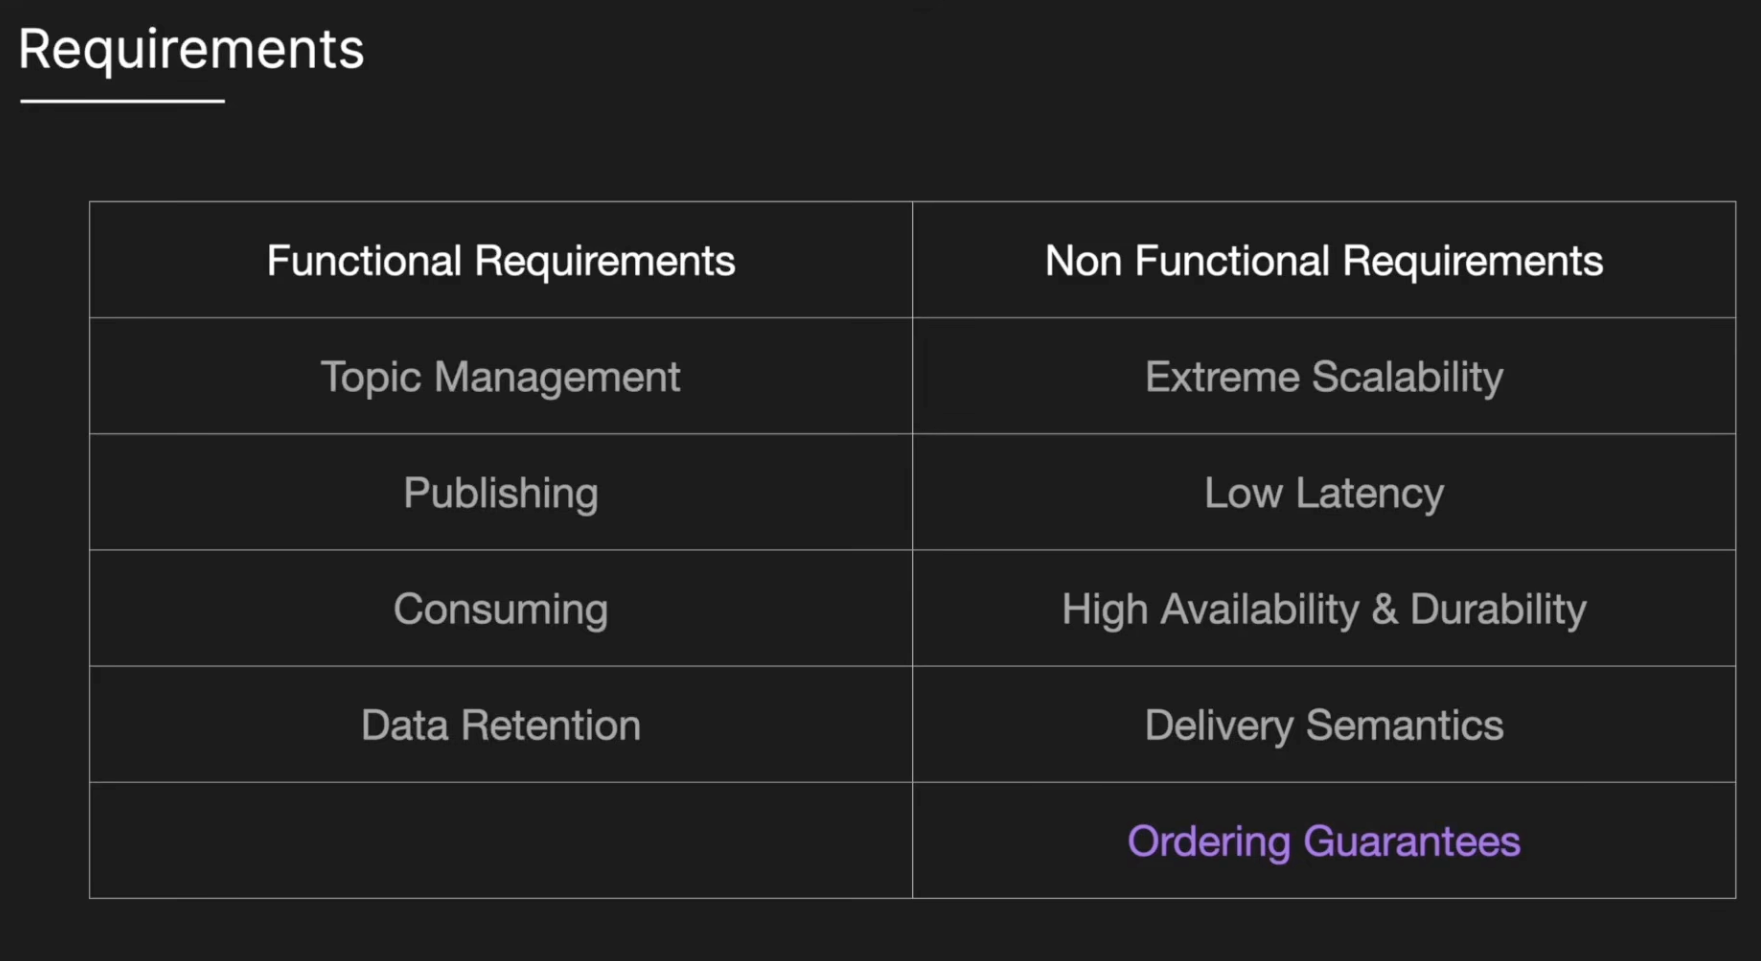 Requirements
Functional Requirements
Non Functional Requirements
Topic Management
Extreme Scalability
Publishing
Low Latency
Consuming
High Availability & Durability
Data Retention
Delivery Semantics
Ordering Guarantees